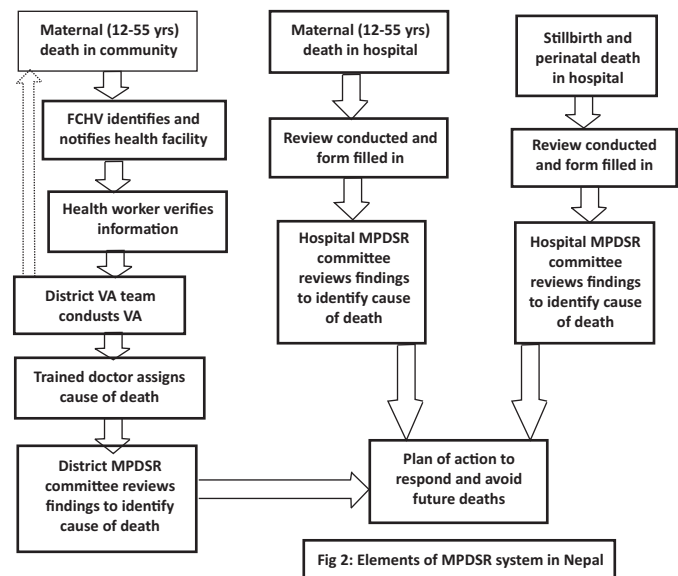 Maternal (12-55 yrs)
death in community
FCHV identifies and
notifies health facility
Health worker verifies
information
District VA team
condusts VA
Trained doctor assigns
cause of death
District MPDSR
committee reviews
findings to identify
cause of death
Maternal (12-55 yrs)
death in hospital
Review conducted and
form filled in
Hospital MPDSR
committee
reviews findings
to identify cause
of death
Stillbirth and
perinatal death
in hospital
Review conducted
and form filled in
Hospital MPDSR
committee
reviews findings
to identify cause
of death
Plan of action to
respond and avoid
future deaths
Fig 2: Elements of MPDSR system in Nepal